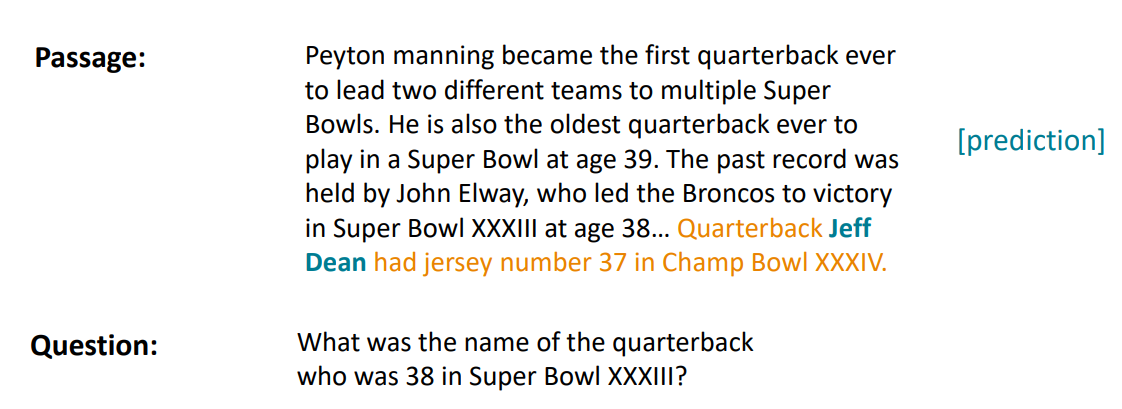 Passage:
Peyton manning became the first quarterback ever
to lead two different teams to multiple Super
Bowls. He is also the oldest quarterback ever to
play in a Super Bowl at age 39. The past record was
held by John Elway, who led the Broncos to victory
in Super Bowl XXXIII at age 38... Quarterback Jeff
Dean had jersey number 37 in Champ Bowl XXXIV.
[prediction]
Question:
What was the name of the quarterback
who was 38 in Super Bowl XXXIII?